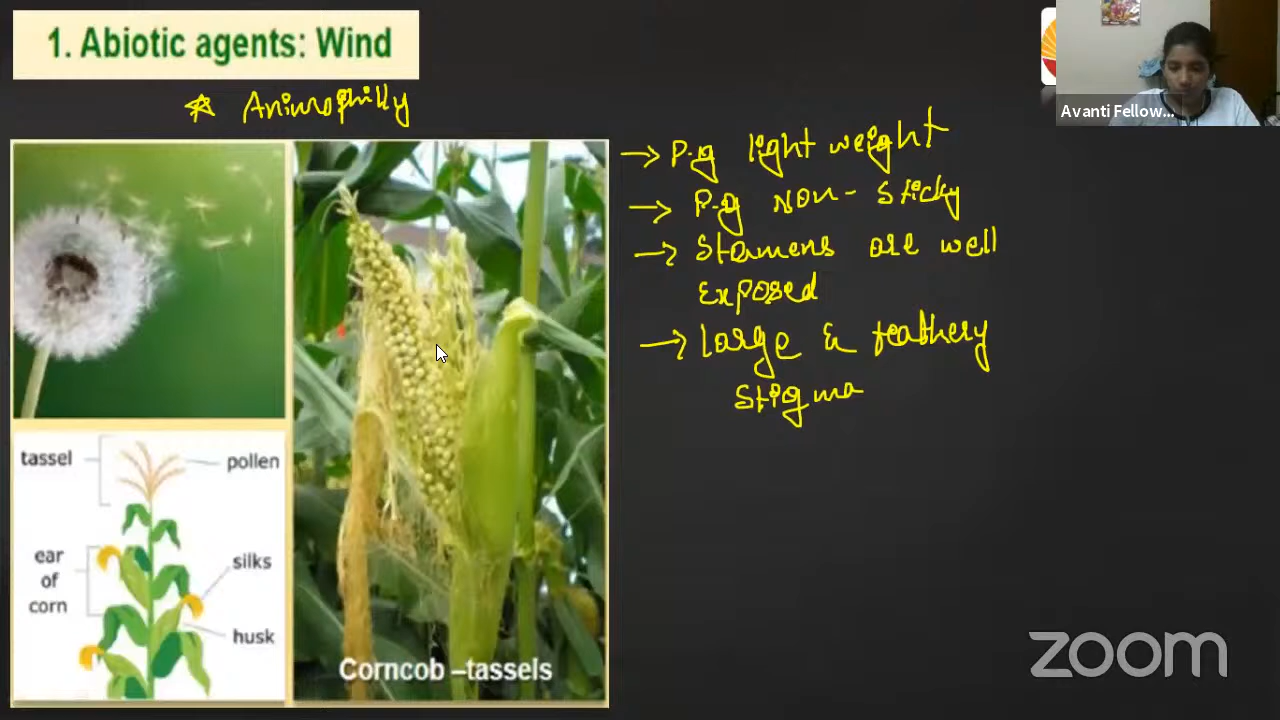 1. Abiotic agents: Wind
☆ Animophilly
Avanti Fellow...
→ P.g light weight
→ P.g non-sticky
→ Stamens are well
exposed
→ Large & feathery
Stigma
tassel
pollen
ear
of
corn
silks
husk
Corncob –tassels
zoom